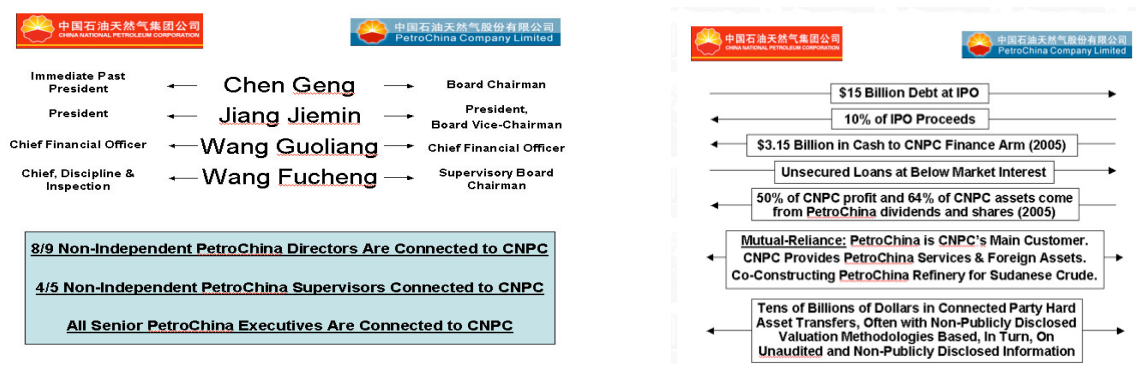 中国石油天然气集团公司
CHINA NATIONAL PETROLEUM CORPORATION
中国石油天然气股份有限公司
PetroChina Company Limited
Immediate Past
President
Chen Geng
Board Chairman
President
Jiang Jiemin
President,
Board Vice-Chairman
Chief Financial Officer
Wang Guoliang
Chief Financial Officer
Chief, Discipline &
Inspection
Wang Fucheng
Supervisory Board
Chairman
8/9 Non-Independent PetroChina Directors Are Connected to CNPC
4/5 Non-Independent PetroChina Supervisors Connected to CNPC
All Senior PetroChina Executives Are Connected to CNPC
中国石油天然气集团公司
CHINA NATIONAL PETROLEUM CORPORATION
中国石油天然气股份有限公司
PetroChina Company Limited
$15 Billion Debt at IPO
10% of IPO Proceeds
$3.15 Billion in Cash to CNPC Finance Arm (2005)
Unsecured Loans at Below Market Interest
50% of CNPC profit and 64% of CNPC assets come
from PetroChina dividends and shares (2005)
Mutual-Reliance: PetroChina is CNPC's Main Customer.
CNPC Provides PetroChina Services & Foreign Assets.
Co-Constructing PetroChina Refinery for Sudanese Crude.
Tens of Billions of Dollars in Connected Party Hard
Asset Transfers, Often with Non-Publicly Disclosed
Valuation Methodologies Based, In Turn, On
Unaudited and Non-Publicly Disclosed Information